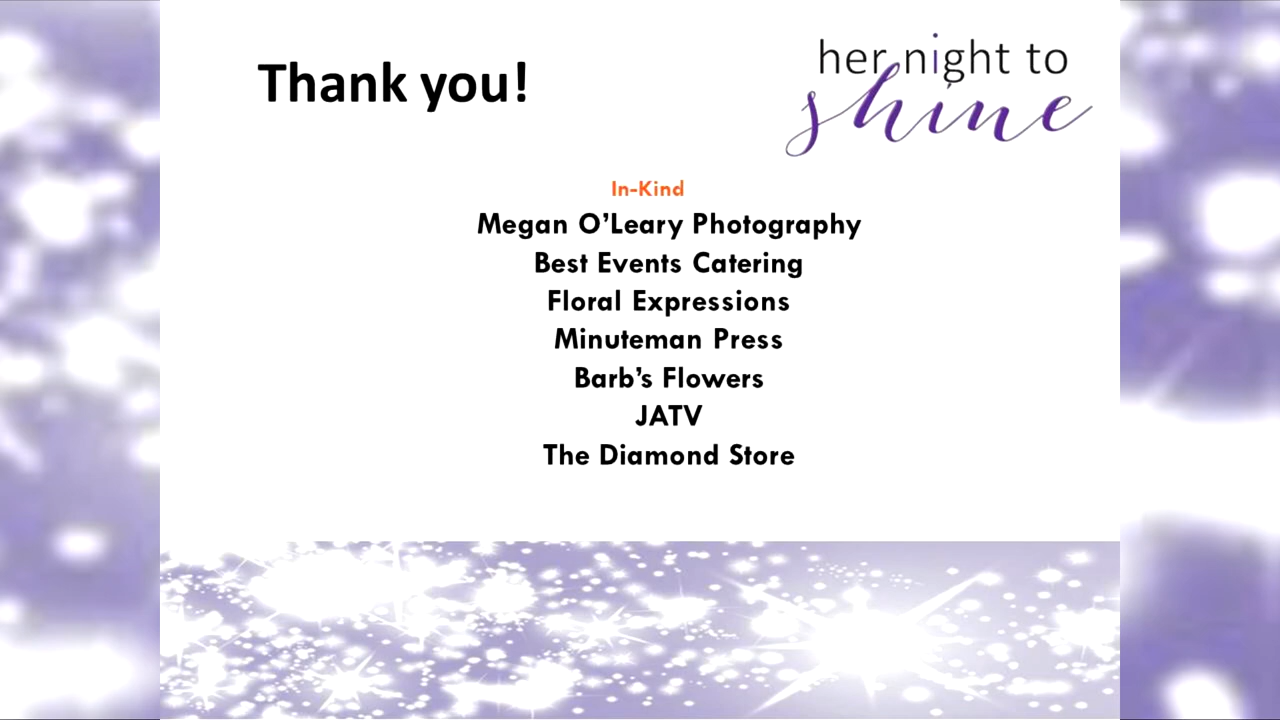 Thank you!
her night to
shine
In-Kind
Megan O’Leary Photography
Best Events Catering
Floral Expressions
Minuteman Press
Barb’s Flowers
JATV
The Diamond Store